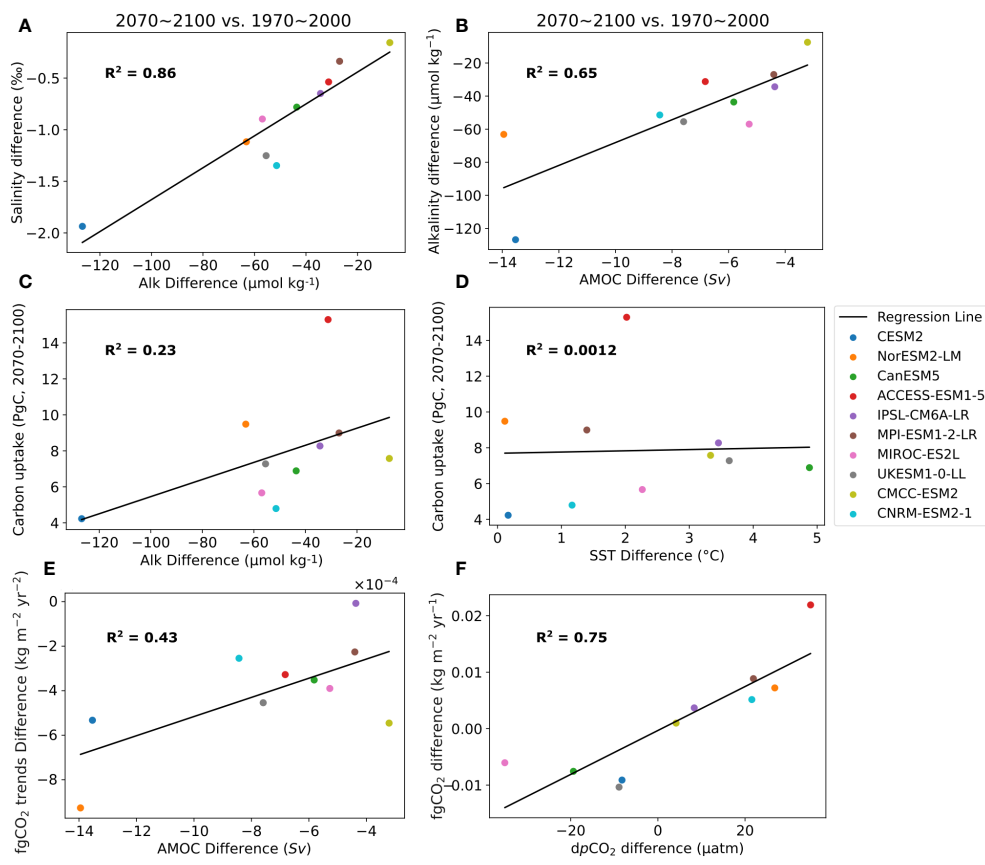 A
2070~2100 vs. 1970~2000
R² = 0.86
Salinity difference (‰)
−0.5
−1.0
−1.5
−2.0
−120 −100 −80 −60 −40 −20
Alk Difference (μmol kg⁻¹)
B
2070~2100 vs. 1970~2000
R² = 0.65
Alkalinity difference (μmol kg⁻¹)
−20
−40
−60
−80
−100
−120
−14 −12 −10 −8 −6 −4
AMOC Difference (Sv)
C
R² = 0.23
Carbon uptake (PgC, 2070-2100)
14
12
10
8
6
4
−120 −100 −80 −60 −40 −20
Alk Difference (μmol kg⁻¹)
D
R² = 0.0012
Carbon uptake (PgC, 2070-2100)
14
12
10
8
6
4
0 1 2 3 4 5
SST Difference (°C)
Regression Line
CESM2
NorESM2-LM
CanESM5
ACCESS-ESM1-5
IPSL-CM6A-LR
MPI-ESM1-2-LR
MIROC-ES2L
UKESM1-0-LL
CMCC-ESM2
CNRM-ESM2-1
E
×10⁻⁴
R² = 0.43
fgCO₂ trends Difference (kg m⁻² yr⁻²)
0
−2
−4
−6
−8
−14 −12 −10 −8 −6 −4
AMOC Difference (Sv)
F
R² = 0.75
fgCO₂ difference (kg m⁻² yr⁻¹)
0.02
0.01
0.00
−0.01
−20 0 20
dpCO₂ difference (μatm)